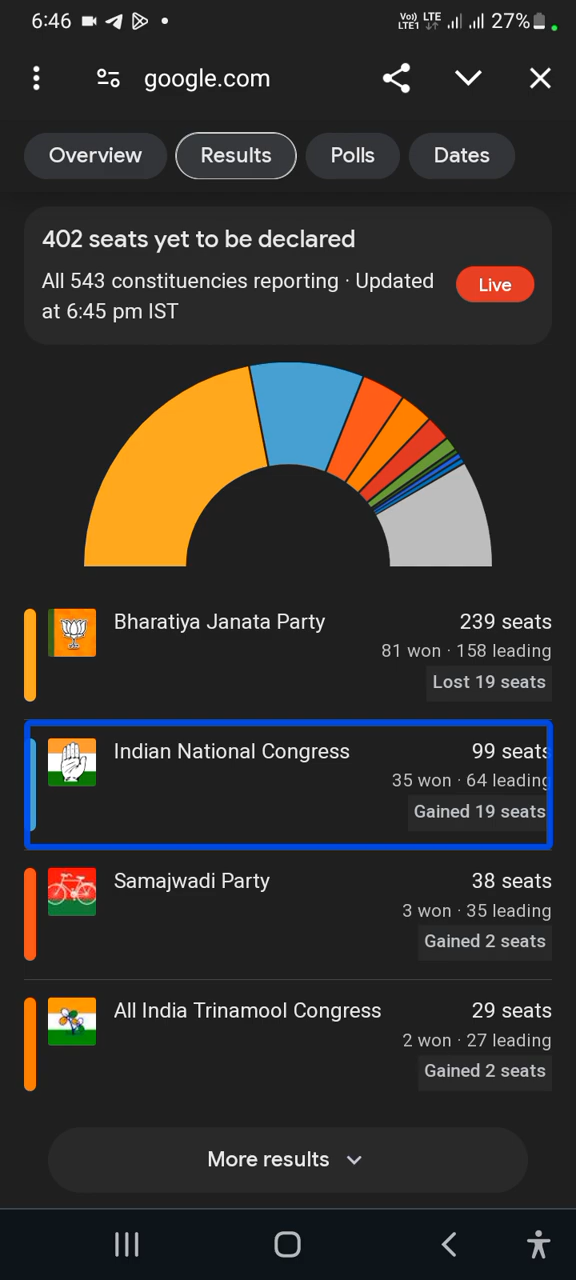 6:46
Vo)) LTE
LTE1
27%
google.com
Overview
Results
Polls
Dates
402 seats yet to be declared
All 543 constituencies reporting · Updated
at 6:45 pm IST
Live
Bharatiya Janata Party
239 seats
81 won · 158 leading
Lost 19 seats
Indian National Congress
99 seats
35 won · 64 leading
Gained 19 seats
Samajwadi Party
38 seats
3 won · 35 leading
Gained 2 seats
All India Trinamool Congress
29 seats
2 won · 27 leading
Gained 2 seats
More results